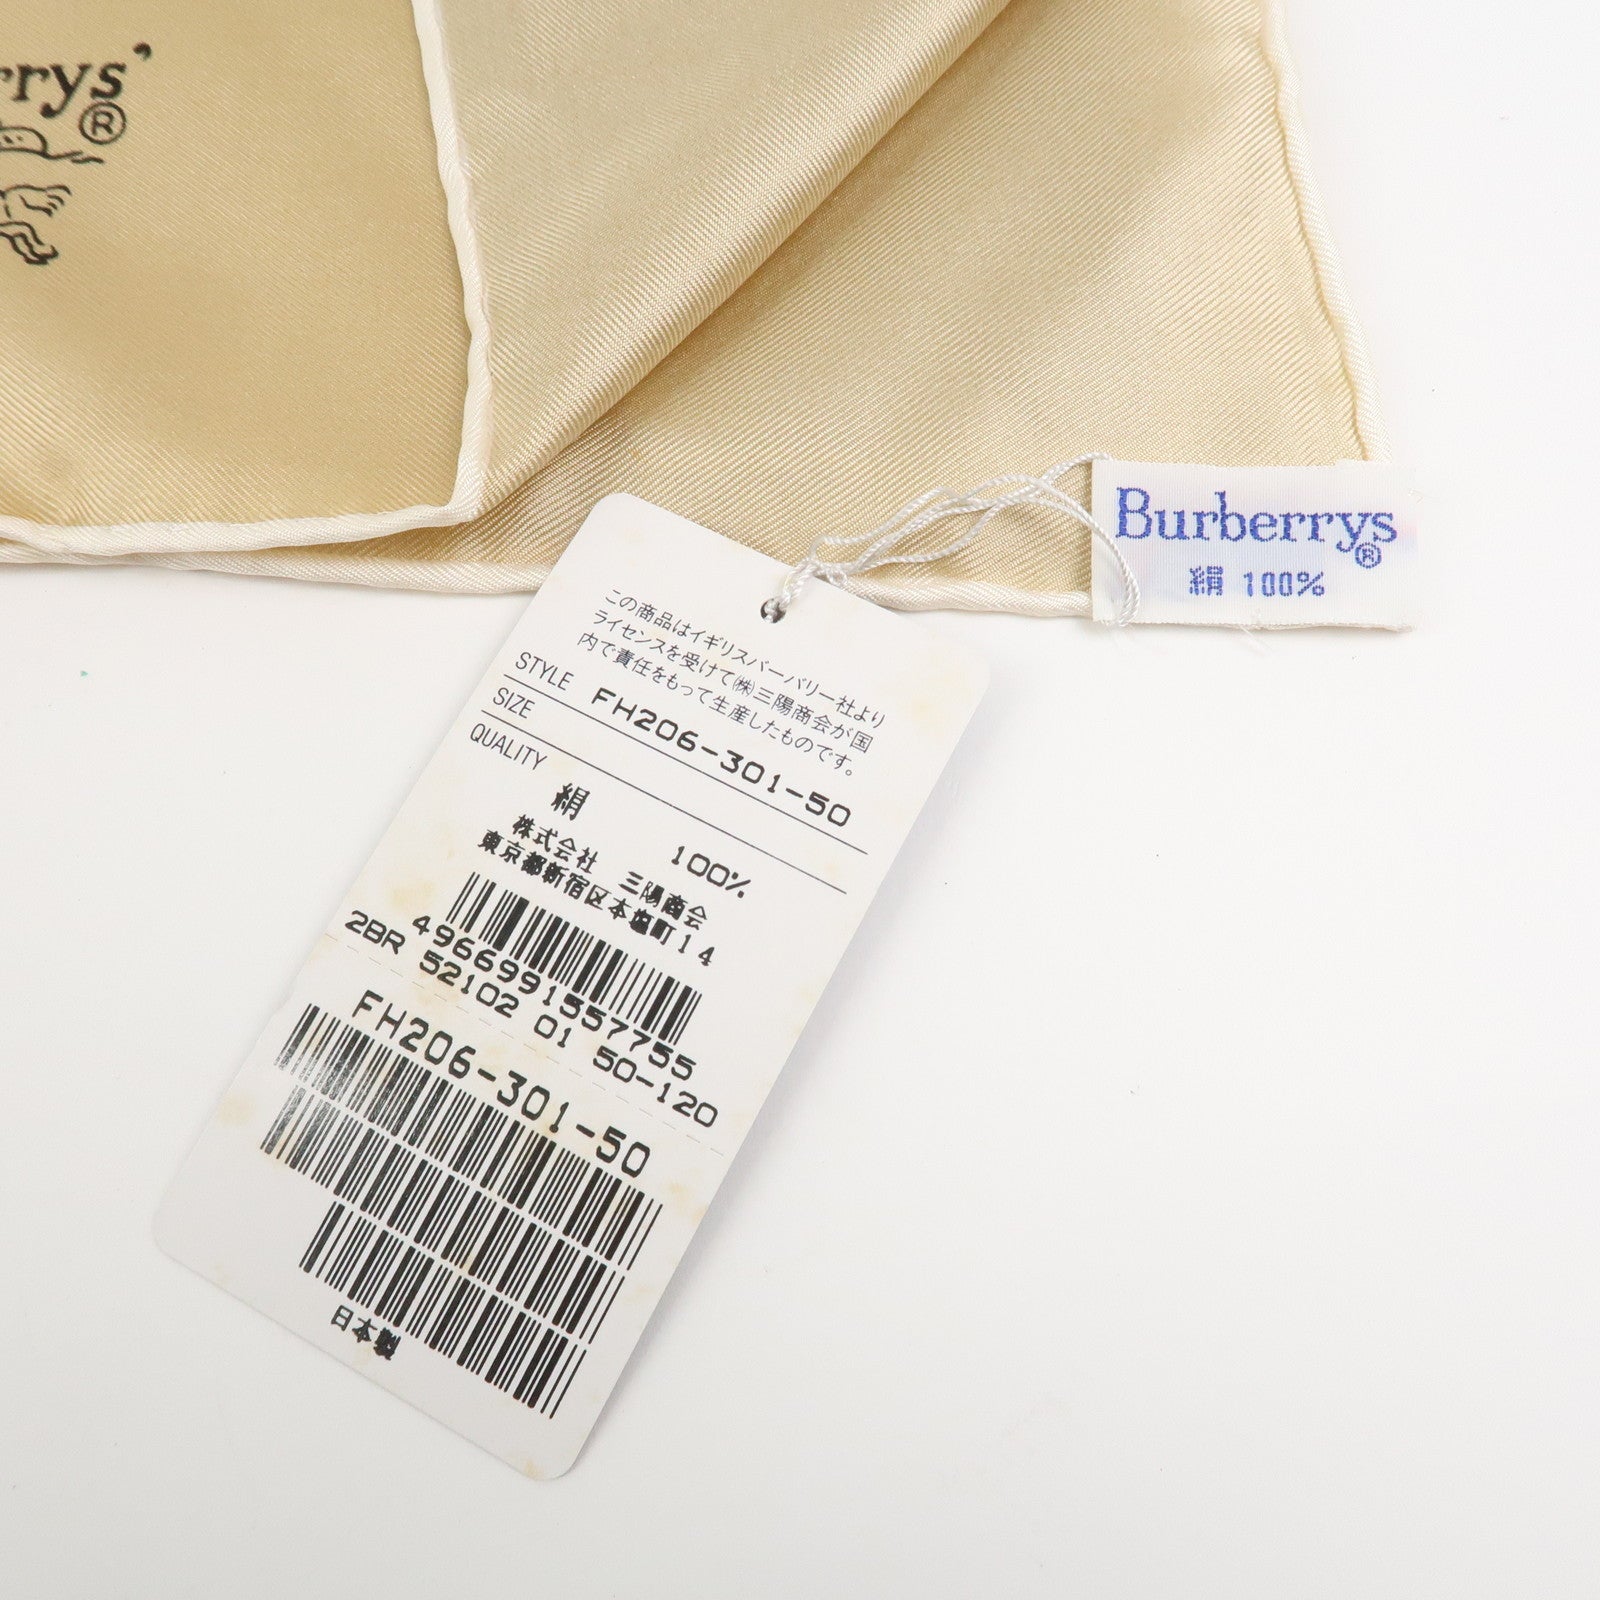 rrys’
®
Burberrys
®
絹 100%
この商品はイギリスバーバリー社より
ライセンスを受けて㈱三陽商会が国
内で責任をもって生産したものです。
STYLE FH206-301-50
SIZE
QUALITY
絹 100%
株式会社 三陽商会
東京都新宿区本塩町14
4966991557755
2BR 52102 01 50-120
FH206-301-50
日本製